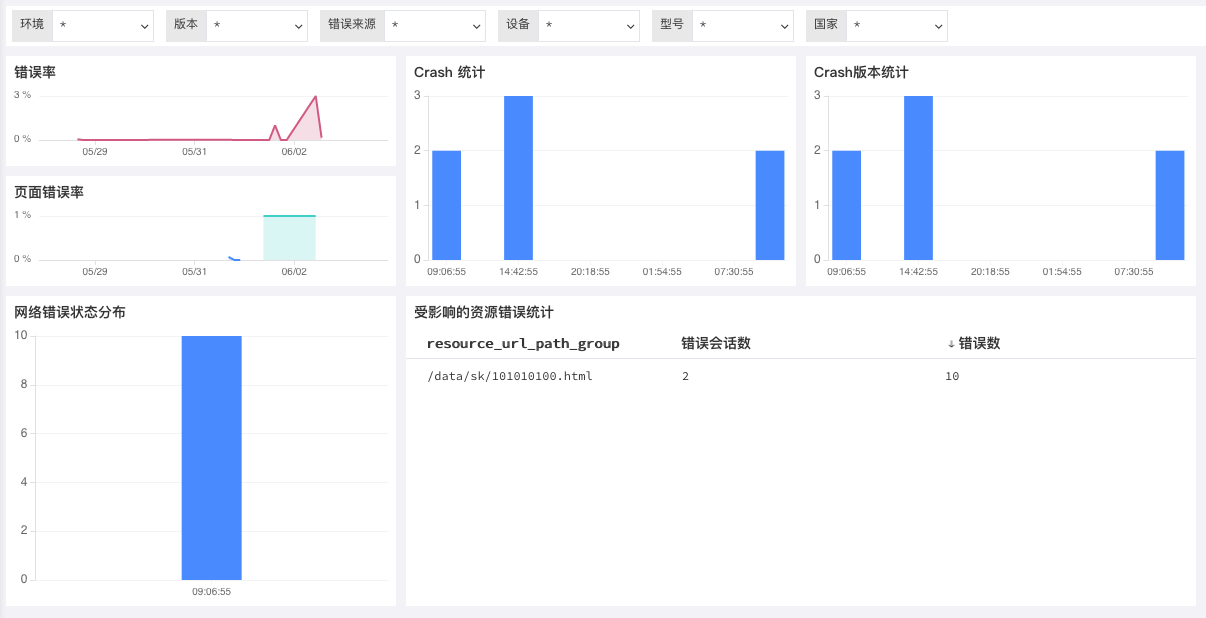 环境 * 版本 * 错误来源 * 设备 * 型号 * 国家 *
错误率
3 %
0 %
05/29 05/31 06/02
页面错误率
1 %
0 %
05/29 05/31 06/02
Crash 统计
3
2
1
0
09:06:55 14:42:55 20:18:55 01:54:55 07:30:55
Crash版本统计
3
2
1
0
09:06:55 14:42:55 20:18:55 01:54:55 07:30:55
网络错误状态分布
10
8
6
4
2
0
09:06:55
受影响的资源错误统计
resource_url_path_group 错误会话数 ↓ 错误数
/data/sk/101010100.html 2 10